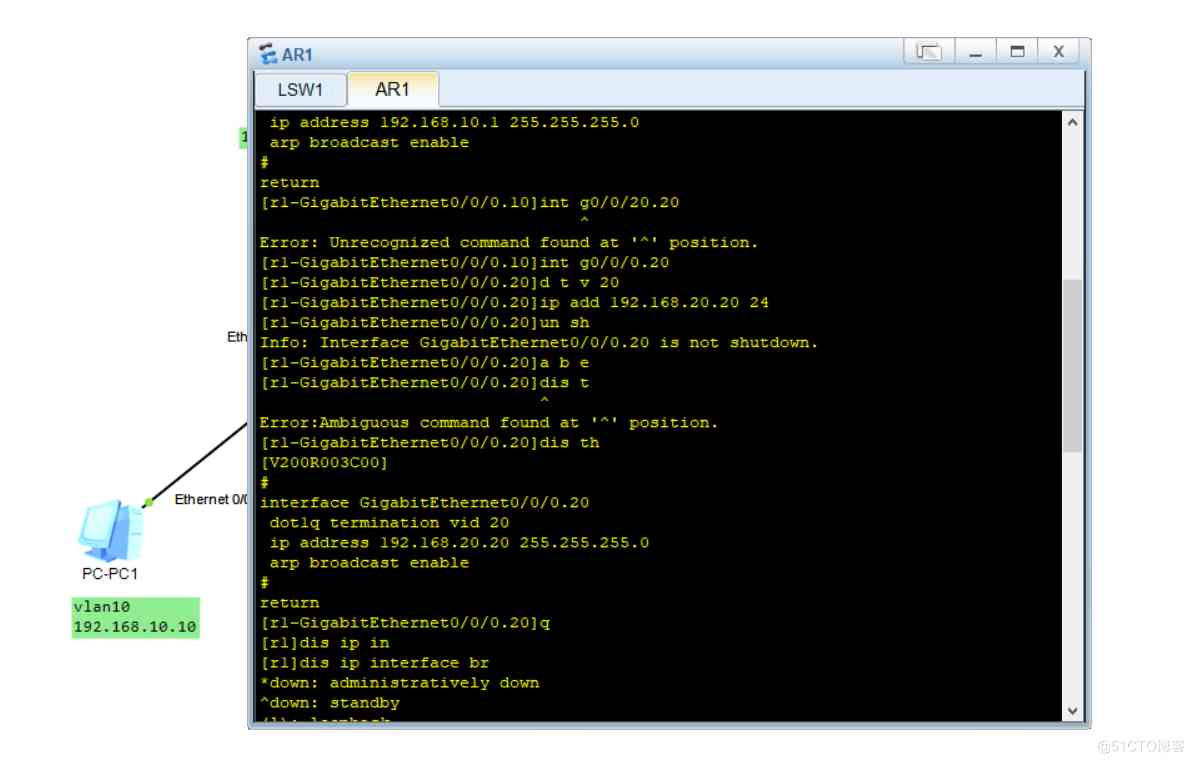 AR1
LSW1
AR1
ip address 192.168.10.1 255.255.255.0
arp broadcast enable
#
return
[r1-GigabitEthernet0/0/0.10]int g0/0/20.20
^
Error: Unrecognized command found at '^' position.
[r1-GigabitEthernet0/0/0.10]int g0/0/0.20
[r1-GigabitEthernet0/0/0.20]d t v 20
[r1-GigabitEthernet0/0/0.20]ip add 192.168.20.20 24
[r1-GigabitEthernet0/0/0.20]un sh
Info: Interface GigabitEthernet0/0/0.20 is not shutdown.
[r1-GigabitEthernet0/0/0.20]a b e
[r1-GigabitEthernet0/0/0.20]dis t
^
Error:Ambiguous command found at '^' position.
[r1-GigabitEthernet0/0/0.20]dis th
[V200R003C00]
#
interface GigabitEthernet0/0/0.20
dot1q termination vid 20
ip address 192.168.20.20 255.255.255.0
arp broadcast enable
#
return
[r1-GigabitEthernet0/0/0.20]q
[r1]dis ip in
[r1]dis ip interface br
*down: administratively down
^down: standby
1
Eth
Ethernet 0/0
PC-PC1
vlan10
192.168.10.10
@51CTO博客